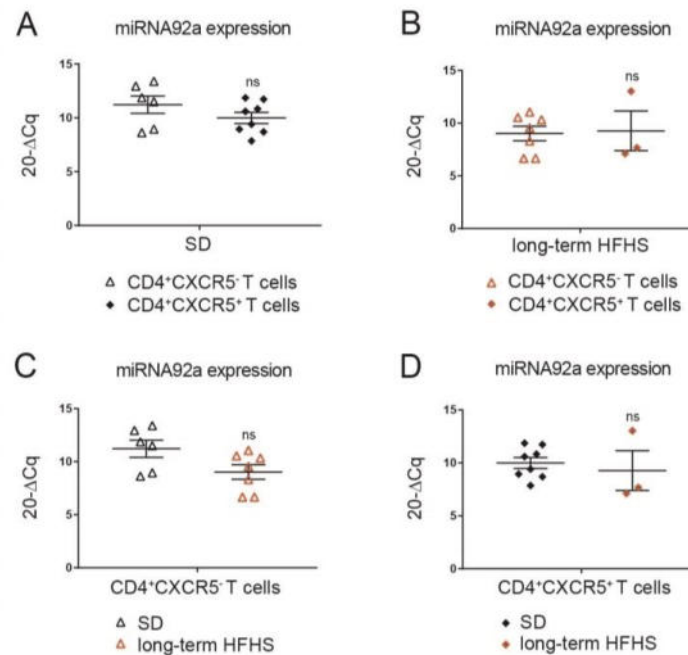 A
miRNA92a expression
20-ΔCq
15
10
5
0
ns
SD
CD4⁺CXCR5⁻ T cells
CD4⁺CXCR5⁺ T cells
B
miRNA92a expression
20-ΔCq
15
10
5
0
ns
long-term HFHS
CD4⁺CXCR5⁻ T cells
CD4⁺CXCR5⁺ T cells
C
miRNA92a expression
20-ΔCq
15
10
5
0
ns
CD4⁺CXCR5⁻ T cells
SD
long-term HFHS
D
miRNA92a expression
20-ΔCq
15
10
5
0
ns
CD4⁺CXCR5⁺ T cells
SD
long-term HFHS